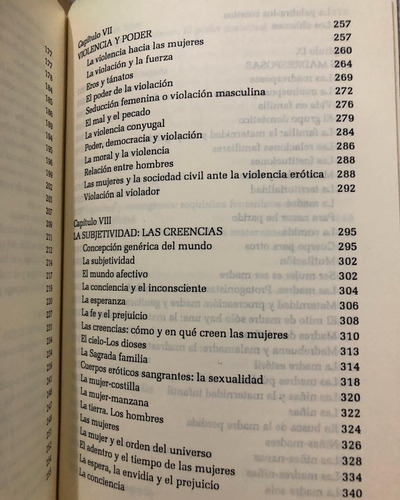 Capítulo VII
VIOLENCIA Y PODER 257
La violencia hacia las mujeres 257
La violación y la fuerza 260
Eros y tánatos 264
El poder de la violación 269
Seducción femenina o violación masculina 272
El mal y el pecado 276
La violencia conyugal 279
Poder, democracia y violación 284
La moral y la violencia 286
Relación entre hombres 288
Las mujeres y la sociedad civil ante la violencia erótica 288
Violación al violador 292
Capítulo VIII
LA SUBJETIVIDAD: LAS CREENCIAS 295
Concepción genérica del mundo 295
La subjetividad 302
El mundo afectivo 302
La conciencia y el inconsciente 304
La esperanza 306
La fe y el prejuicio 308
Las creencias: cómo y en qué creen las mujeres 310
El cielo-Los dioses 313
La Sagrada familia 314
Cuerpos eróticos sangrantes: la sexualidad 318
La mujer-costilla 320
La mujer-manzana 320
La tierra. Los hombres 322
Las mujeres 324
La mujer y el orden del universo 326
El adentro y el tiempo de las mujeres 328
La espera, la envidia y el prejuicio 334
La conciencia 340